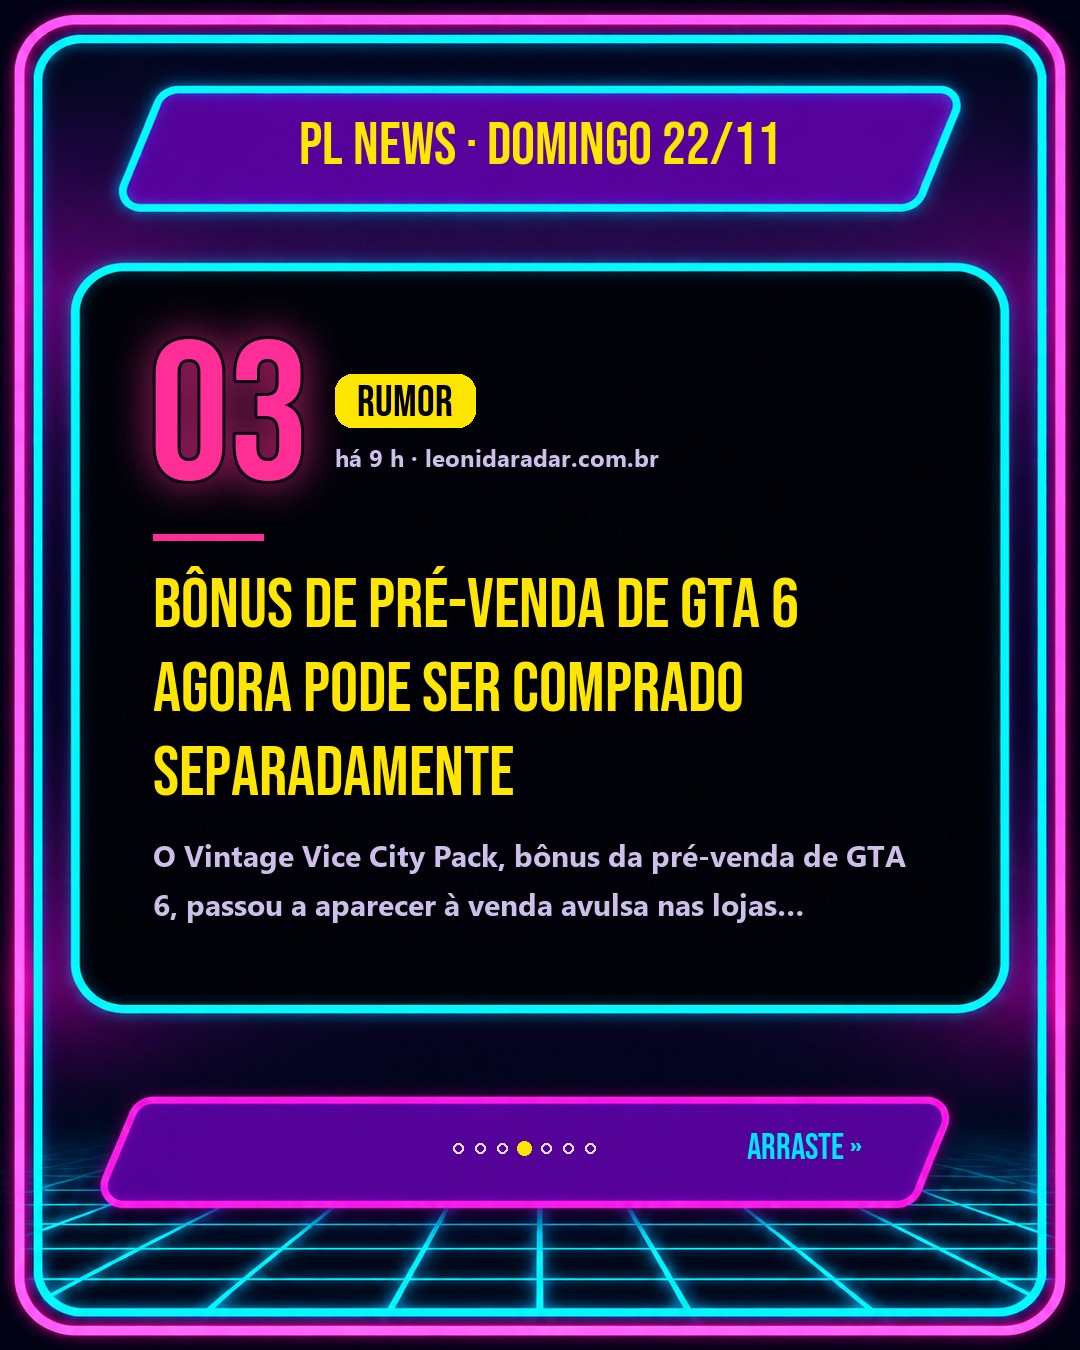 PL NEWS · DOMINGO 22/11
03
RUMOR
há 9 h · leonidaradar.com.br
BÔNUS DE PRÉ-VENDA DE GTA 6
AGORA PODE SER COMPRADO
SEPARADAMENTE
O Vintage Vice City Pack, bônus da pré-venda de GTA
6, passou a aparecer à venda avulsa nas lojas...
ARRASTE »